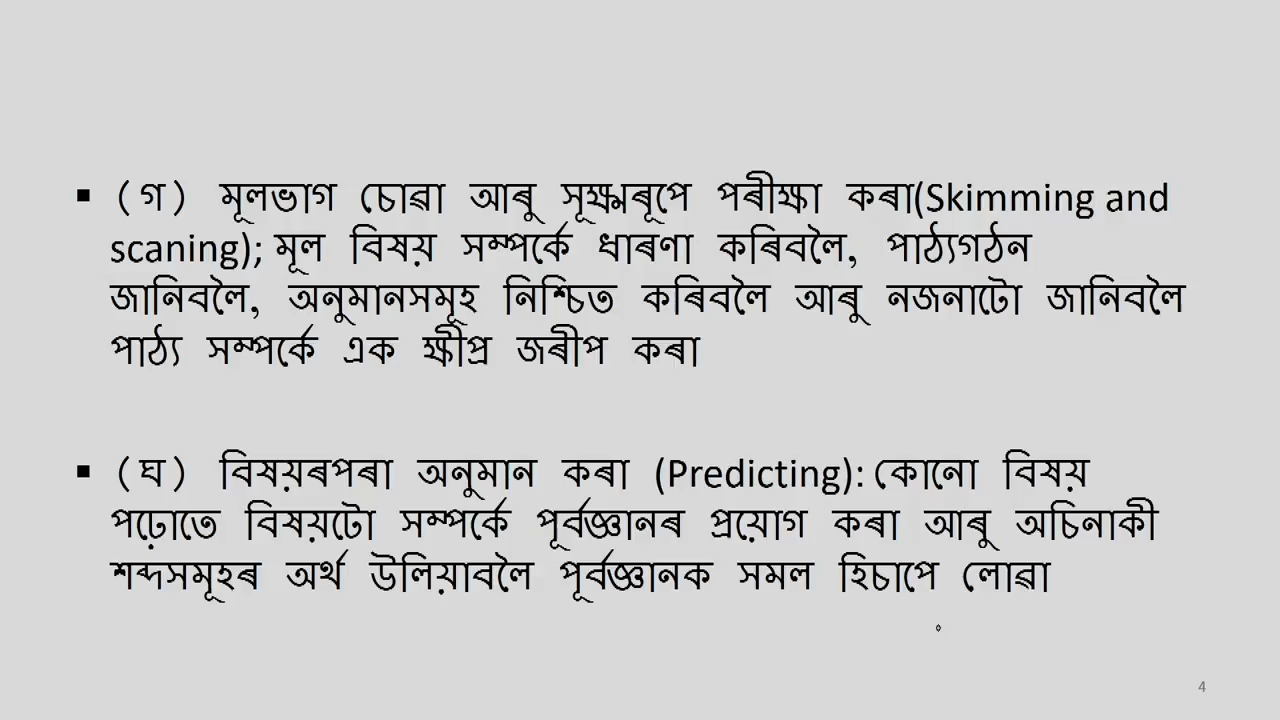 ▪ (গ) মূলভাগ চোৱা আৰু সূক্ষ্মৰূপে পৰীক্ষা কৰা(Skimming and
scaning); মূল বিষয় সম্পৰ্কে ধাৰণা কৰিবলৈ, পাঠ্যগঠন
জানিবলৈ, অনুমানসমূহ নিশ্চিত কৰিবলৈ আৰু নজনাটো জানিবলৈ
পাঠ্য সম্পৰ্কে এক ক্ষীপ্ৰ জৰীপ কৰা
▪ (ঘ) বিষয়ৰপৰা অনুমান কৰা (Predicting): কোনো বিষয়
পঢ়োতে বিষয়টো সম্পৰ্কে পূৰ্বজ্ঞানৰ প্ৰয়োগ কৰা আৰু অচিনাকী
শব্দসমূহৰ অৰ্থ উলিয়াবলৈ পূৰ্বজ্ঞানক সমল হিচাপে লোৱা
4